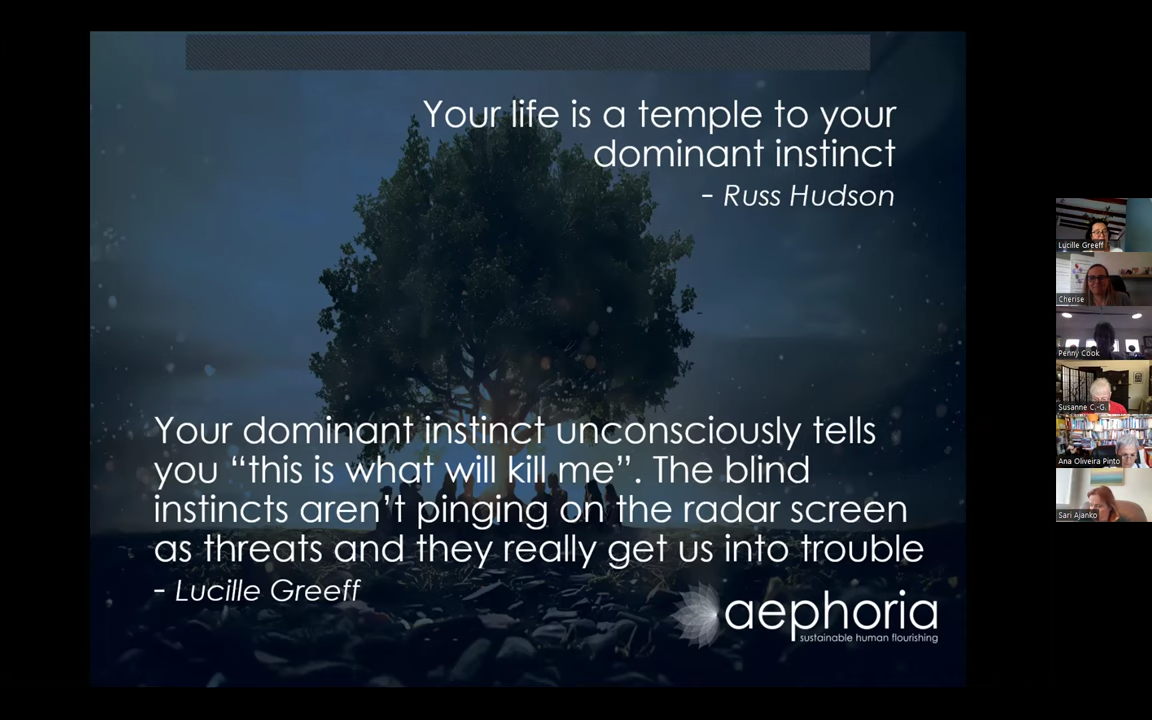 Your life is a temple to your
dominant instinct
- Russ Hudson
Your dominant instinct unconsciously tells
you “this is what will kill me”. The blind
instincts aren’t pinging on the radar screen
as threats and they really get us into trouble
- Lucille Greeff
aephoria
sustainable human flourishing
Lucille Greeff
Cherise
Penny Cook
Susanne C.-G.
Ana Oliveira Pinto
Sari Ajanko